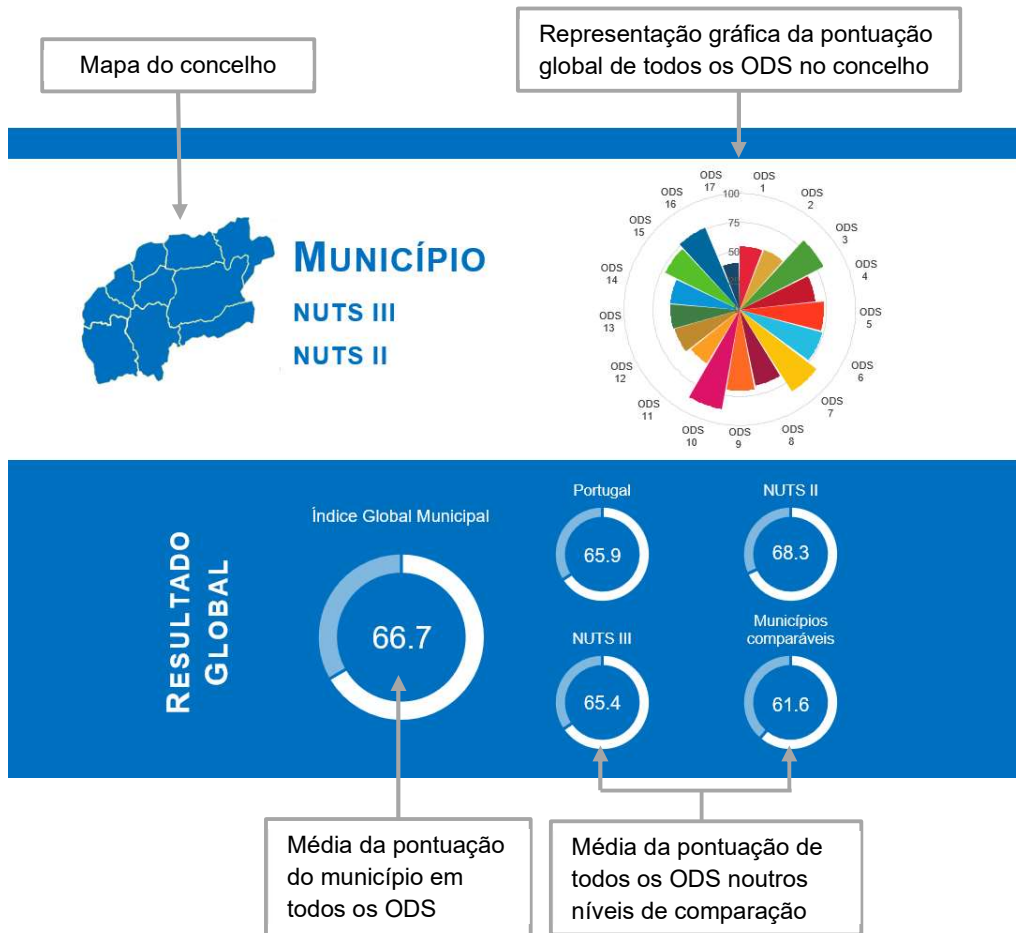 Mapa do concelho
Representação gráfica da pontuação
global de todos os ODS no concelho
MUNICÍPIO
NUTS III
NUTS II
100
75
50
ODS
1
ODS
2
ODS
3
ODS
4
ODS
5
ODS
6
ODS
7
ODS
8
ODS
9
ODS
10
ODS
11
ODS
12
ODS
13
ODS
14
ODS
15
ODS
16
ODS
17
RESULTADO
GLOBAL
Índice Global Municipal
66.7
Portugal
65.9
NUTS II
68.3
NUTS III
65.4
Municípios
comparáveis
61.6
Média da pontuação
do município em
todos os ODS
Média da pontuação de
todos os ODS noutros
níveis de comparação